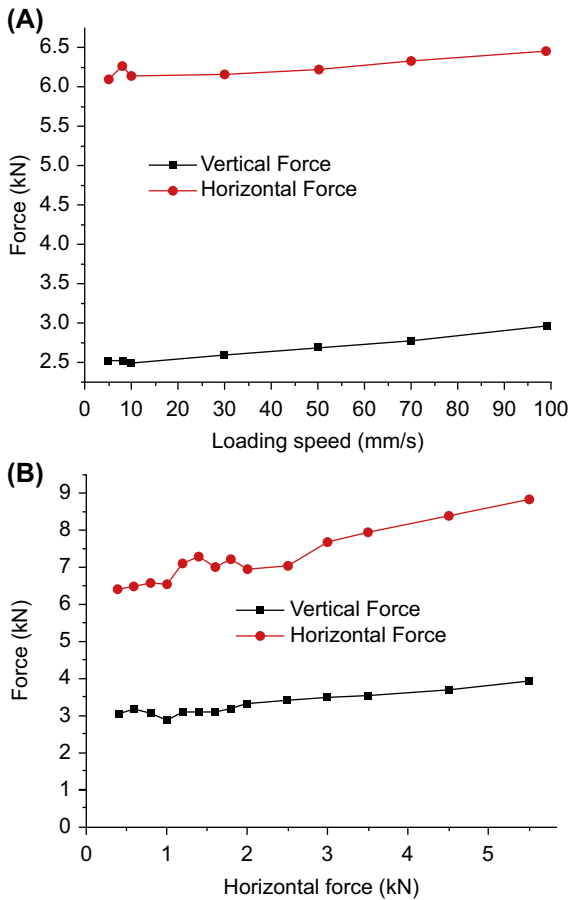 (A)
6.5
6.0
5.5
5.0
4.5
4.0
3.5
3.0
2.5
Force (kN)
Vertical Force
Horizontal Force
0 10 20 30 40 50 60 70 80 90 100
Loading speed (mm/s)
(B)
9
8
7
6
5
4
3
2
1
0
Force (kN)
Vertical Force
Horizontal Force
0 1 2 3 4 5
Horizontal force (kN)